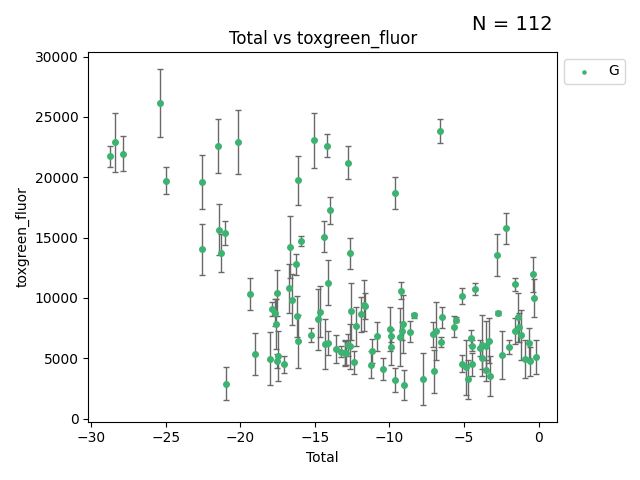 N = 112
Total vs toxgreen_fluor
30000
25000
20000
15000
10000
5000
0
toxgreen_fluor
−30 −25 −20 −15 −10 −5 0
Total
G